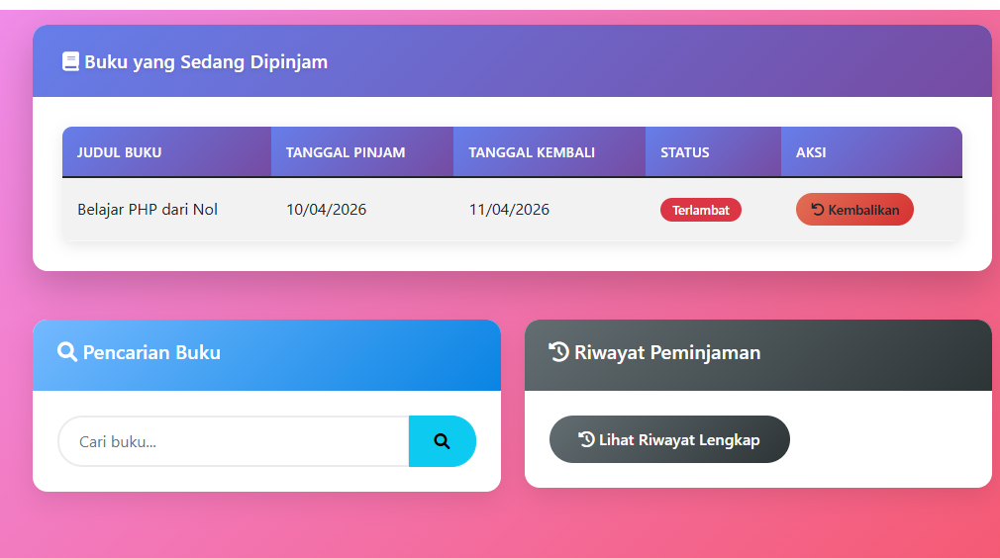 Buku yang Sedang Dipinjam
JUDUL BUKU TANGGAL PINJAM TANGGAL KEMBALI STATUS AKSI
Belajar PHP dari Nol 10/04/2026 11/04/2026 Terlambat Kembalikan
Pencarian Buku
Cari buku...
Riwayat Peminjaman
Lihat Riwayat Lengkap